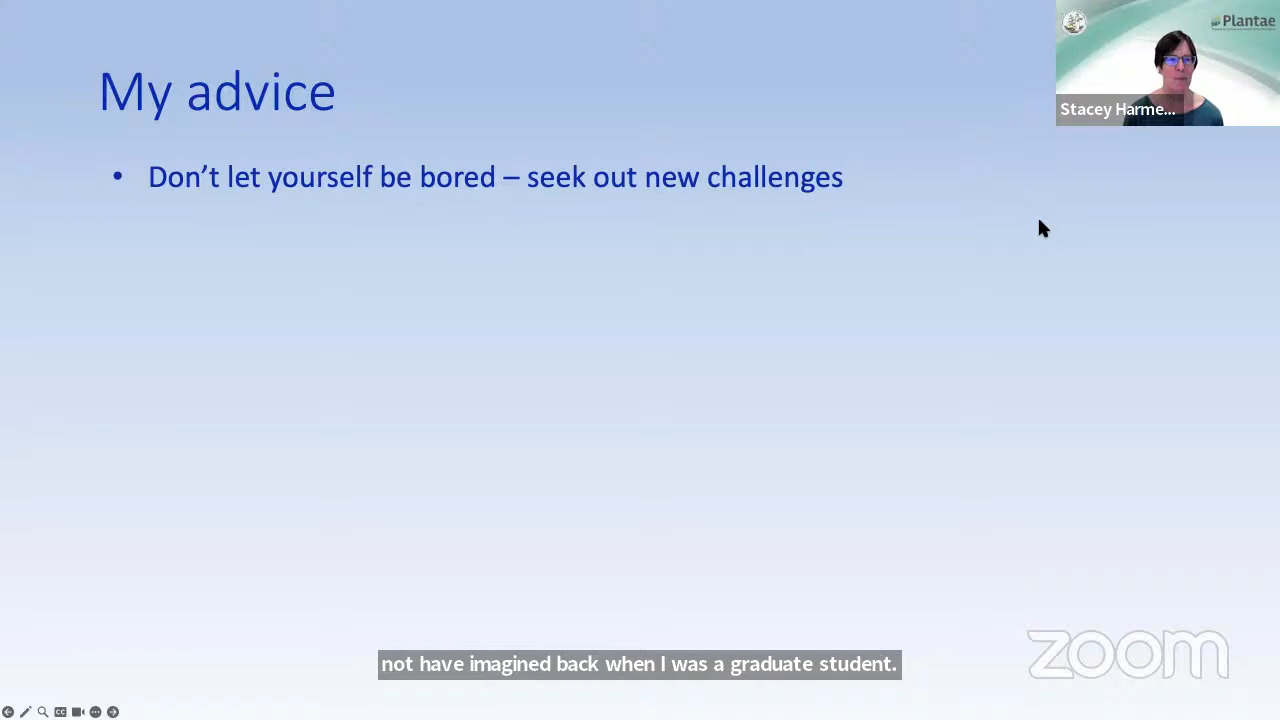 Plantae
Stacey Harme...
My advice
• Don't let yourself be bored – seek out new challenges
not have imagined back when I was a graduate student.
zoom
CC